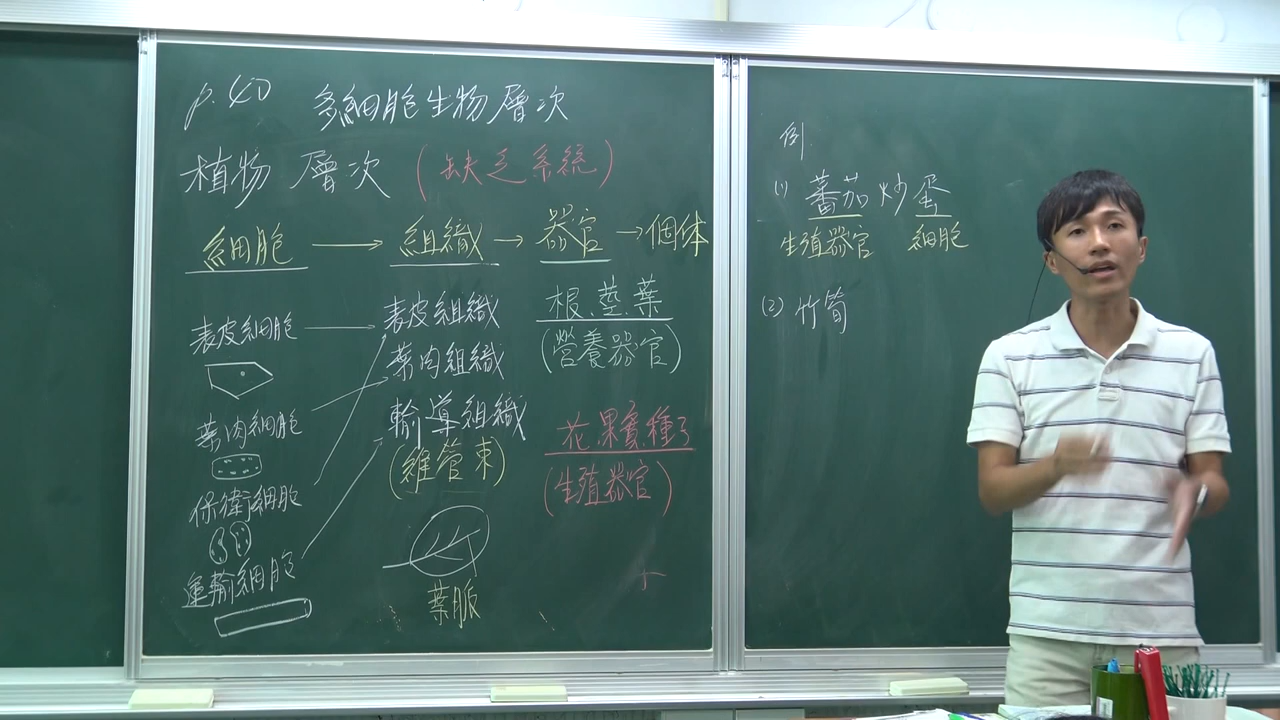 p.40 多細胞生物層次
植物 層次 (缺乏系統)
細胞 → 組織 → 器官 → 個体
表皮細胞 → 表皮組織
葉肉細胞
保衛細胞
運輸細胞
葉肉組織
輸導組織
(維管束)
葉脈
根、莖、葉
(營養器官)
花、果實、種子
(生殖器官)
例.
(1) 蕃茄炒蛋
生殖器官 細胞
(2) 竹筍